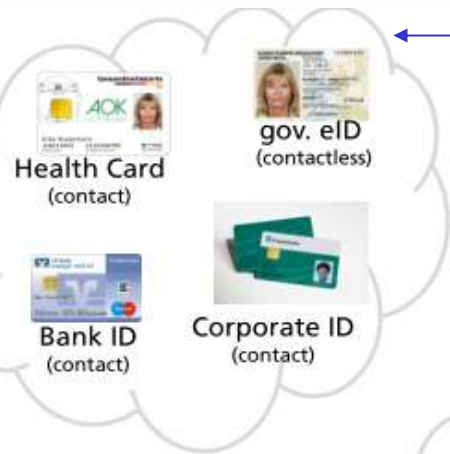 AOK
Health Card
(contact)
gov. eID
(contactless)
Bank ID
(contact)
Corporate ID
(contact)